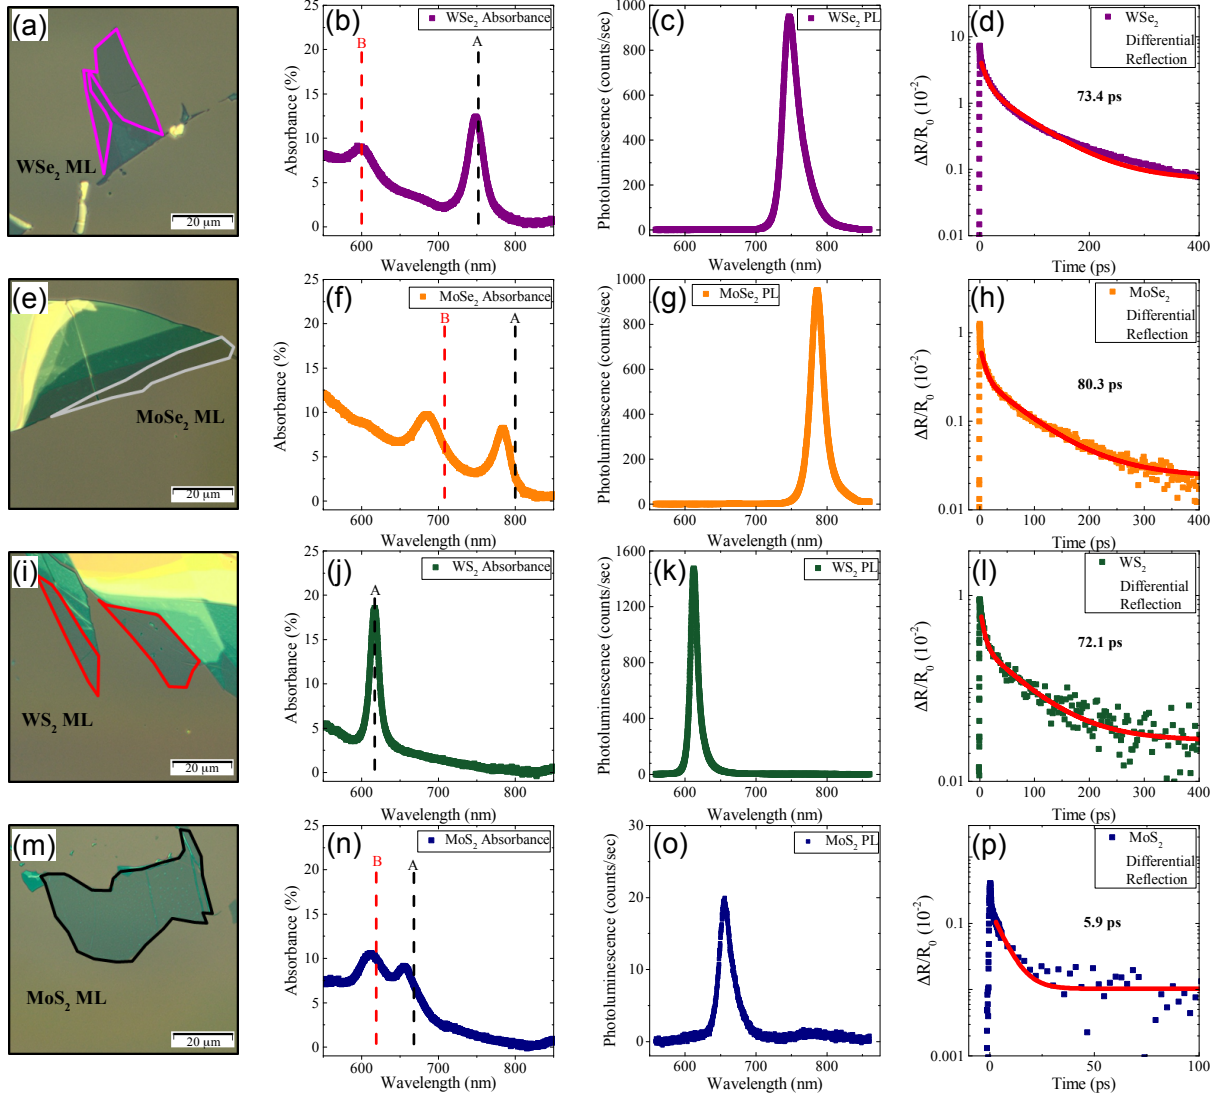 (a)
WSe₂ ML
20 µm
(b)
WSe₂ Absorbance
B
A
Absorbance (%)
25
20
15
10
5
0
600
700
800
Wavelength (nm)
(c)
WSe₂ PL
Photoluminescence (counts/sec)
1000
800
600
400
200
0
600
700
800
Wavelength (nm)
(d)
WSe₂
Differential
Reflection
73.4 ps
ΔR/R₀ (10⁻²)
10
1
0.1
0.01
0
100
200
300
400
Time (ps)
(e)
MoSe₂ ML
20 µm
(f)
MoSe₂ Absorbance
B
A
Absorbance (%)
25
20
15
10
5
0
600
700
800
Wavelength (nm)
(g)
MoSe₂ PL
Photoluminescence (counts/sec)
1000
800
600
400
200
0
600
700
800
Wavelength (nm)
(h)
MoSe₂
Differential
Reflection
80.3 ps
ΔR/R₀ (10⁻²)
1
0.1
0.01
0
100
200
300
400
Time (ps)
(i)
WS₂ ML
20 µm
(j)
WS₂ Absorbance
A
Absorbance (%)
25
20
15
10
5
0
600
700
800
Wavelength (nm)
(k)
WS₂ PL
Photoluminescence (counts/sec)
1600
1200
800
400
0
600
700
800
Wavelength (nm)
(l)
WS₂
Differential
Reflection
72.1 ps
ΔR/R₀ (10⁻²)
1
0.01
0
100
200
300
400
Time (ps)
(m)
MoS₂ ML
20 µm
(n)
MoS₂ Absorbance
B
A
Absorbance (%)
25
20
15
10
5
0
600
700
800
Wavelength (nm)
(o)
MoS₂ PL
Photoluminescence (counts/sec)
30
20
10
0
600
700
800
Wavelength (nm)
(p)
MoS₂
Differential
Reflection
5.9 ps
ΔR/R₀ (10⁻²)
0.1
0.001
0
50
100
Time (ps)